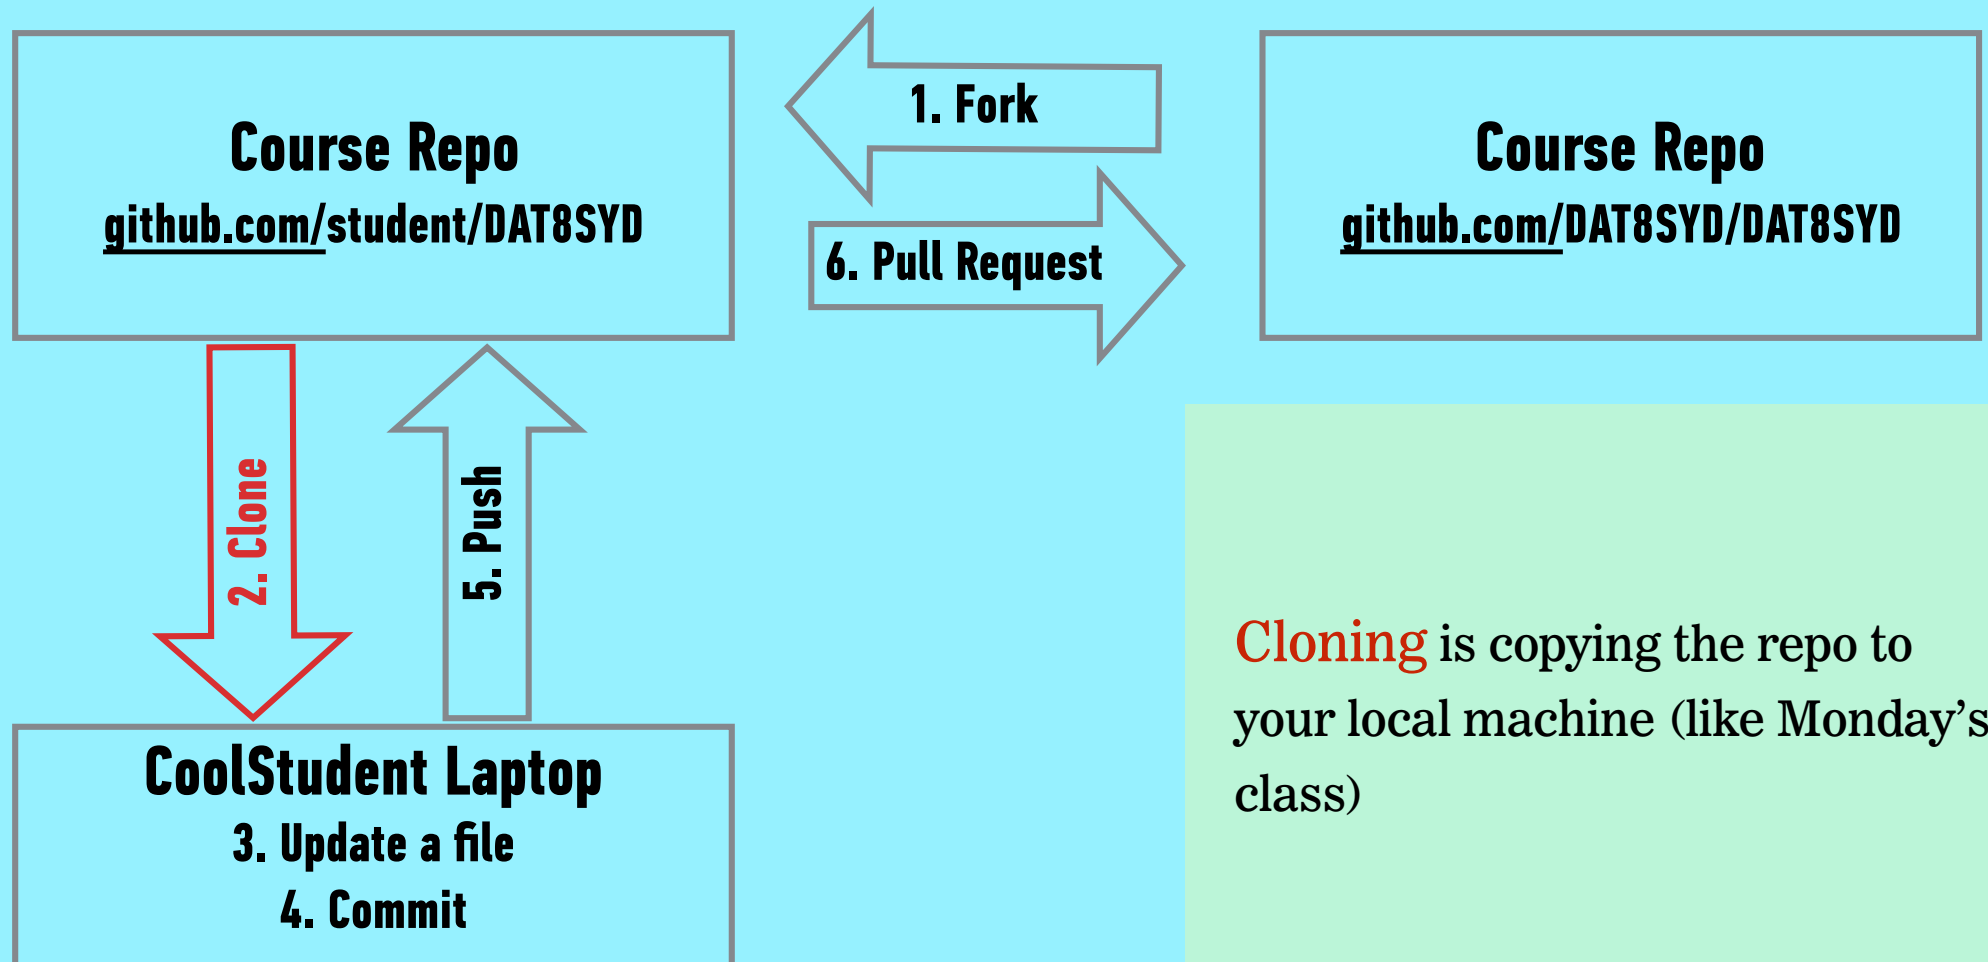 Course Repo
github.com/student/DAT8SYD
1. Fork
6. Pull Request
Course Repo
github.com/DAT8SYD/DAT8SYD
2. Clone
5. Push
CoolStudent Laptop
3. Update a file
4. Commit
Cloning is copying the repo to
your local machine (like Monday’s
class)